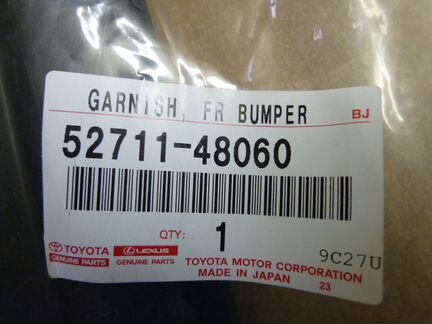 GARNISH, FR BUMPER BJ
52711-48060
QTY: 1
9C27U
TOYOTA LEXUS
GENUINE PARTS GENUINE PARTS
TOYOTA MOTOR CORPORATION
MADE IN JAPAN 23